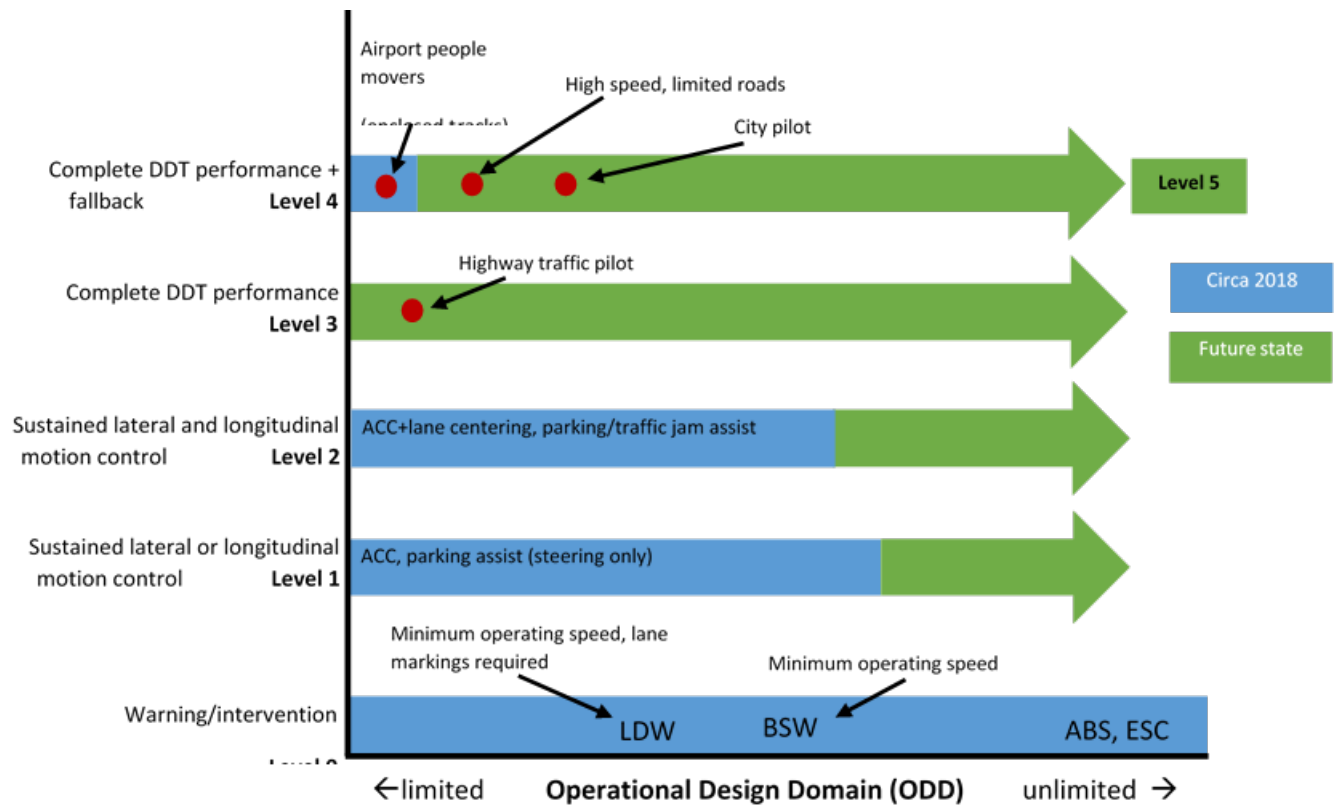 Airport people
movers
(enclosed tracks)
High speed, limited roads
City pilot
Complete DDT performance +
fallback Level 4
Level 5
Highway traffic pilot
Complete DDT performance
Level 3
Circa 2018
Future state
Sustained lateral and longitudinal
motion control Level 2
ACC+lane centering, parking/traffic jam assist
Sustained lateral or longitudinal
motion control Level 1
ACC, parking assist (steering only)
Minimum operating speed, lane
markings required
Minimum operating speed
Warning/intervention
LDW
BSW
ABS, ESC
Level 0
←limited Operational Design Domain (ODD) unlimited →